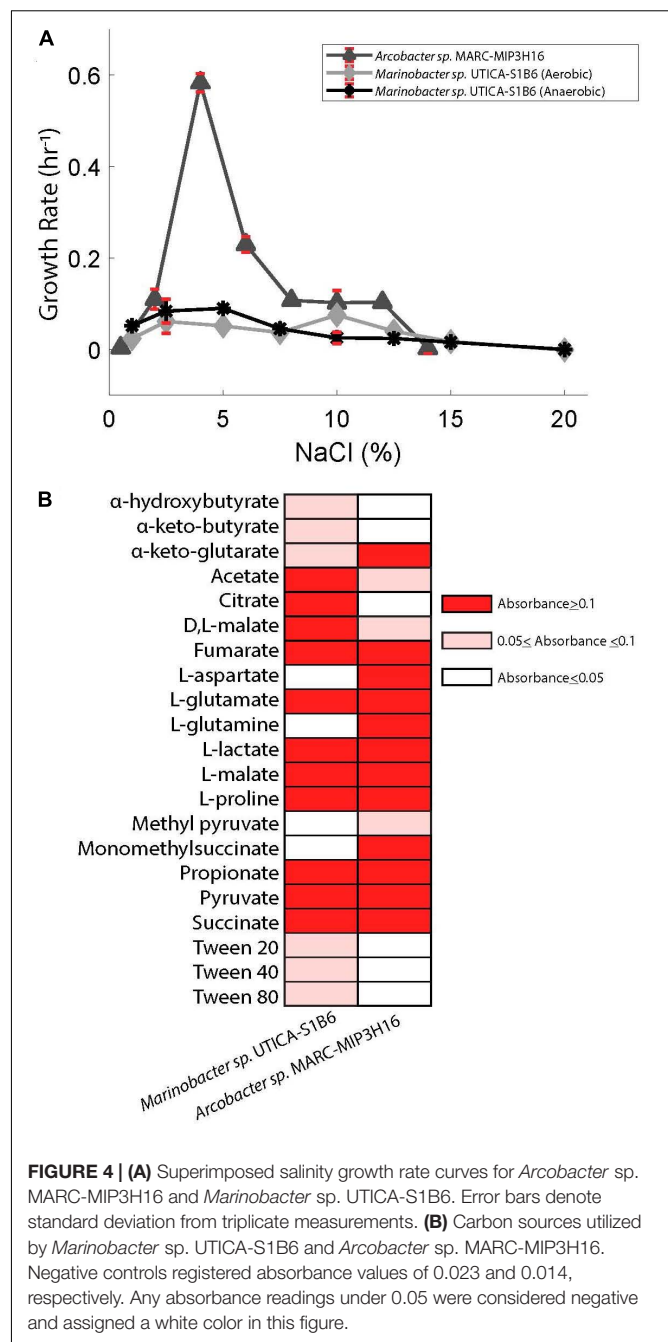 A
Arcobacter sp. MARC-MIP3H16
Marinobacter sp. UTICA-S1B6 (Aerobic)
Marinobacter sp. UTICA-S1B6 (Anaerobic)
Growth Rate (hr⁻¹)
0.6
0.4
0.2
0
0 5 10 15 20
NaCl (%)
B
α-hydroxybutyrate
α-keto-butyrate
α-keto-glutarate
Acetate
Citrate
D,L-malate
Fumarate
L-aspartate
L-glutamate
L-glutamine
L-lactate
L-malate
L-proline
Methyl pyruvate
Monomethylsuccinate
Propionate
Pyruvate
Succinate
Tween 20
Tween 40
Tween 80
Absorbance≥0.1
0.05≤ Absorbance ≤0.1
Absorbance≤0.05
Marinobacter sp. UTICA-S1B6
Arcobacter sp. MARC-MIP3H16
FIGURE 4 | (A) Superimposed salinity growth rate curves for Arcobacter sp.
MARC-MIP3H16 and Marinobacter sp. UTICA-S1B6. Error bars denote
standard deviation from triplicate measurements. (B) Carbon sources utilized
by Marinobacter sp. UTICA-S1B6 and Arcobacter sp. MARC-MIP3H16.
Negative controls registered absorbance values of 0.023 and 0.014,
respectively. Any absorbance readings under 0.05 were considered negative
and assigned a white color in this figure.